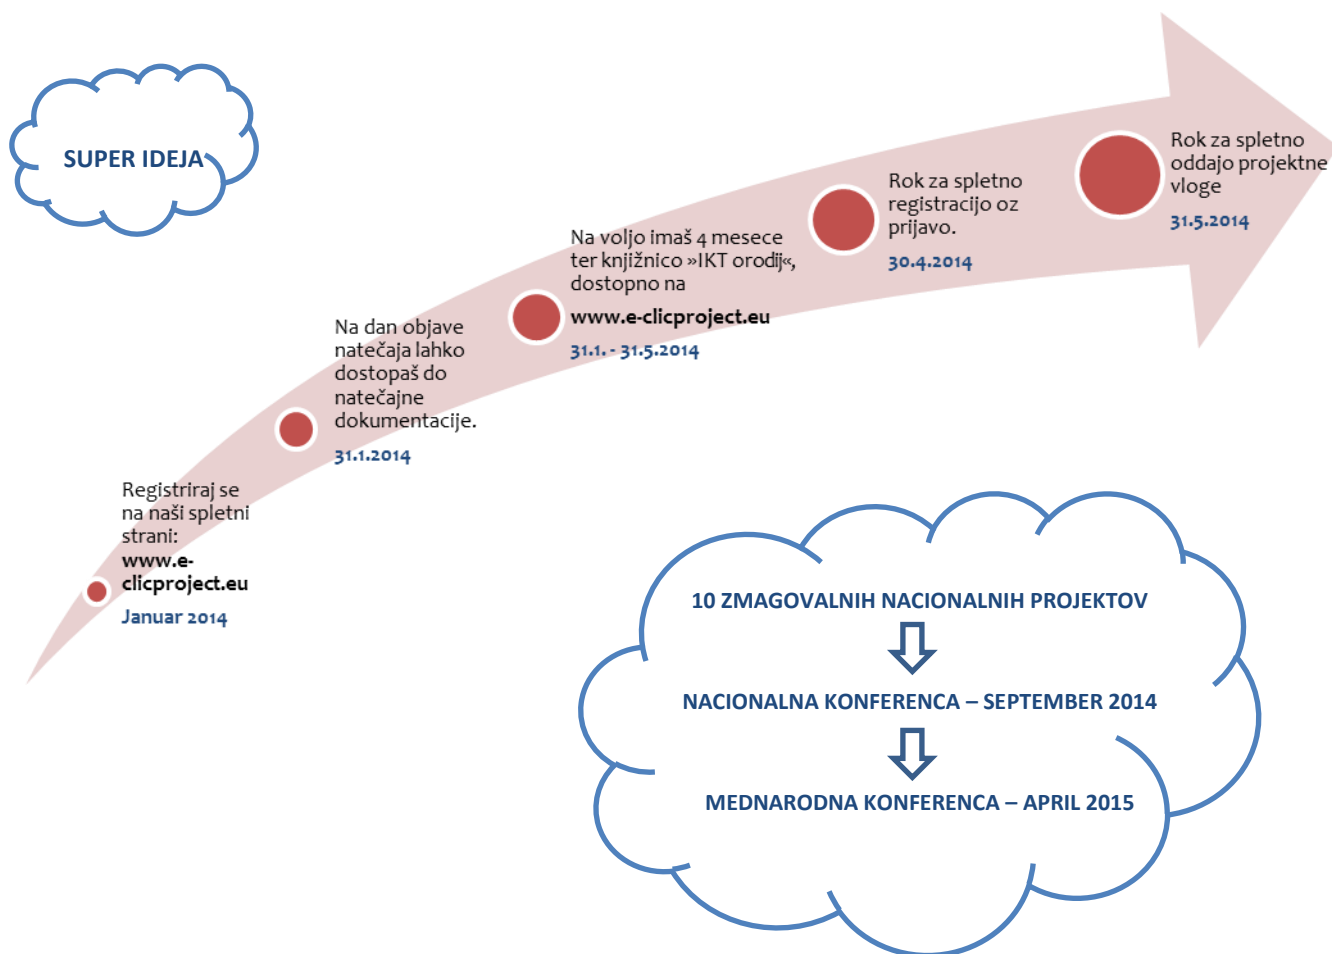 SUPER IDEJA
Registriraj se
na naši spletni
strani:
www.e-
clicproject.eu
Januar 2014
Na dan objave
natečaja lahko
dostopaš do
natečajne
dokumentacije.
31.1.2014
Na voljo imaš 4 mesece
ter knjižnico »IKT orodij«,
dostopno na
www.e-clicproject.eu
31.1. - 31.5.2014
Rok za spletno
registracijo oz
prijavo.
30.4.2014
Rok za spletno
oddajo projektne
vloge
31.5.2014
10 ZMAGOVALNIH NACIONALNIH PROJEKTOV
NACIONALNA KONFERENCA – SEPTEMBER 2014
MEDNARODNA KONFERENCA – APRIL 2015